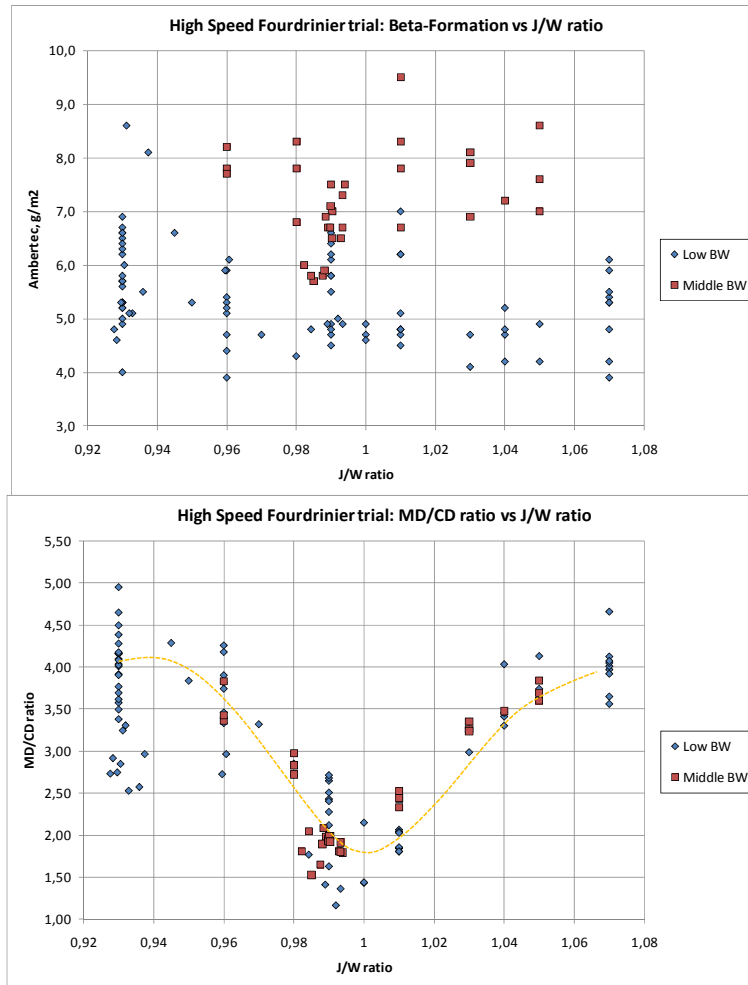 High Speed Fourdrinier trial: Beta-Formation vs J/W ratio
10,0
9,0
8,0
7,0
6,0
5,0
4,0
3,0
Ambertec, g/m2
0,92 0,94 0,96 0,98 1 1,02 1,04 1,06 1,08
J/W ratio
Low BW
Middle BW
High Speed Fourdrinier trial: MD/CD ratio vs J/W ratio
5,50
5,00
4,50
4,00
3,50
3,00
2,50
2,00
1,50
1,00
MD/CD ratio
0,92 0,94 0,96 0,98 1 1,02 1,04 1,06 1,08
J/W ratio
Low BW
Middle BW